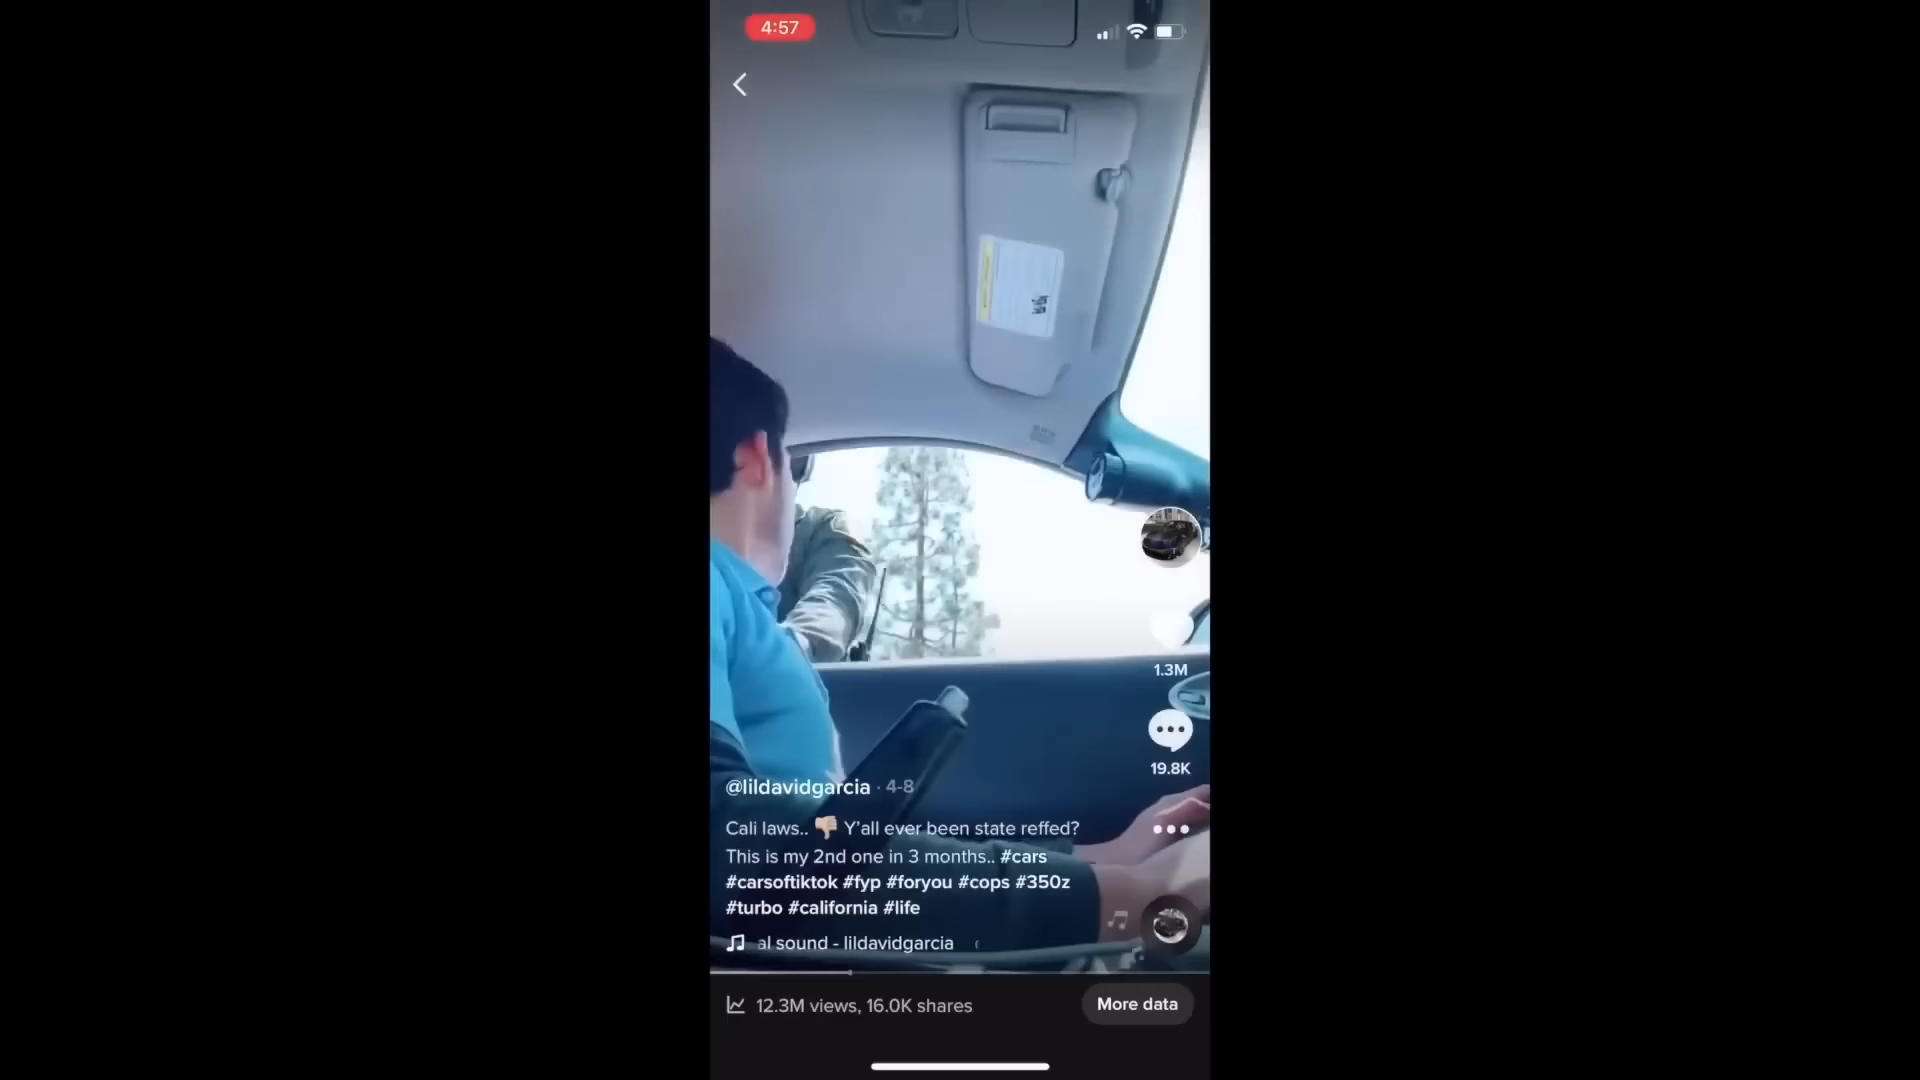 4:57
1.3M
19.8K
@lildavidgarcia · 4-8
Cali laws.. 👎🏼 Y'all ever been state reffed?
This is my 2nd one in 3 months.. #cars
#carsoftiktok #fyp #foryou #cops #350z
#turbo #california #life
al sound - lildavidgarcia
12.3M views, 16.0K shares
More data